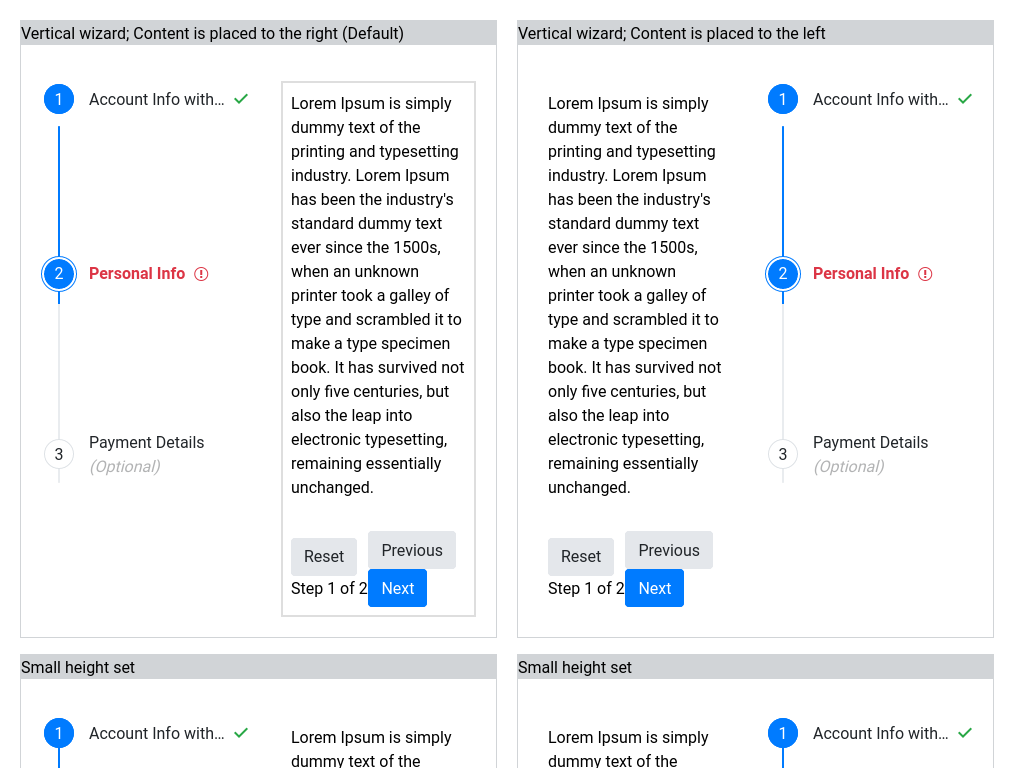 Vertical wizard; Content is placed to the right (Default)
1 Account Info with…
2 Personal Info
3 Payment Details
(Optional)
Lorem Ipsum is simply
dummy text of the
printing and typesetting
industry. Lorem Ipsum
has been the industry's
standard dummy text
ever since the 1500s,
when an unknown
printer took a galley of
type and scrambled it to
make a type specimen
book. It has survived not
only five centuries, but
also the leap into
electronic typesetting,
remaining essentially
unchanged.
Reset
Previous
Step 1 of 2
Next
Vertical wizard; Content is placed to the left
Lorem Ipsum is simply
dummy text of the
printing and typesetting
industry. Lorem Ipsum
has been the industry's
standard dummy text
ever since the 1500s,
when an unknown
printer took a galley of
type and scrambled it to
make a type specimen
book. It has survived not
only five centuries, but
also the leap into
electronic typesetting,
remaining essentially
unchanged.
Reset
Previous
Step 1 of 2
Next
1 Account Info with…
2 Personal Info
3 Payment Details
(Optional)
Small height set
1 Account Info with…
Lorem Ipsum is simply
dummy text of the
Small height set
Lorem Ipsum is simply
dummy text of the
1 Account Info with…